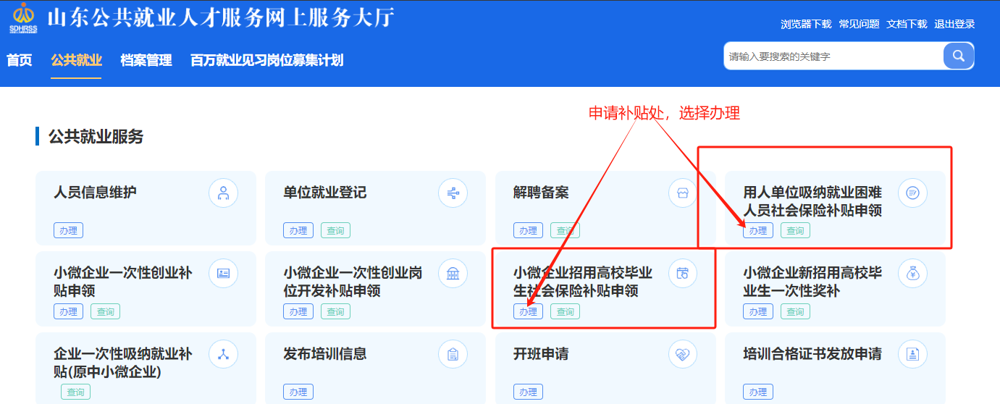 山东公共就业人才服务网上服务大厅
SDHRSS
浏览器下载 常见问题 文档下载 退出登录
首页 公共就业 档案管理 百万就业见习岗位募集计划
请输入要搜索的关键字
申请补贴处，选择办理
公共就业服务
人员信息维护
办理
单位就业登记
办理 查询
解聘备案
办理 查询
用人单位吸纳就业困难
人员社会保险补贴申领
办理 查询
小微企业一次性创业补
贴申领
办理 查询
小微企业一次性创业岗
位开发补贴申领
办理 查询
小微企业招用高校毕业
生社会保险补贴申领
办理 查询
小微企业新招用高校毕
业生一次性奖补
办理 查询
企业一次性吸纳就业补
贴(原中小微企业)
查询
发布培训信息
办理
开班申请
办理
培训合格证书发放申请
办理